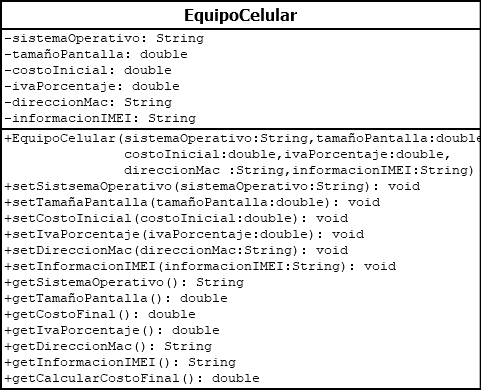 EquipoCelular
-sistemaOperativo: String
-tamañoPantalla: double
-costoInicial: double
-ivaPorcentaje: double
-direccionMac: String
-informacionIMEI: String
+EquipoCelular(sistemaOperativo:String,tamañoPantalla:double
costoInicial:double,ivaPorcentaje:double,
direccionMac :String,informacionIMEI:String)
+setSistsemaOperativo(sistemaOperativo:String): void
+setTamañaPantalla(tamañoPantalla:double): void
+setCostoInicial(costoInicial:double): void
+setIvaPorcentaje(ivaPorcentaje:double): void
+setDireccionMac(direccionMac:String): void
+setInformacionIMEI(informacionIMEI:String): void
+getSistemaOperativo(): String
+getTamañoPantalla(): double
+getCostoFinal(): double
+getIvaPorcentaje(): double
+getDireccionMac(): String
+getInformacionIMEI(): String
+getCalcularCostoFinal(): double